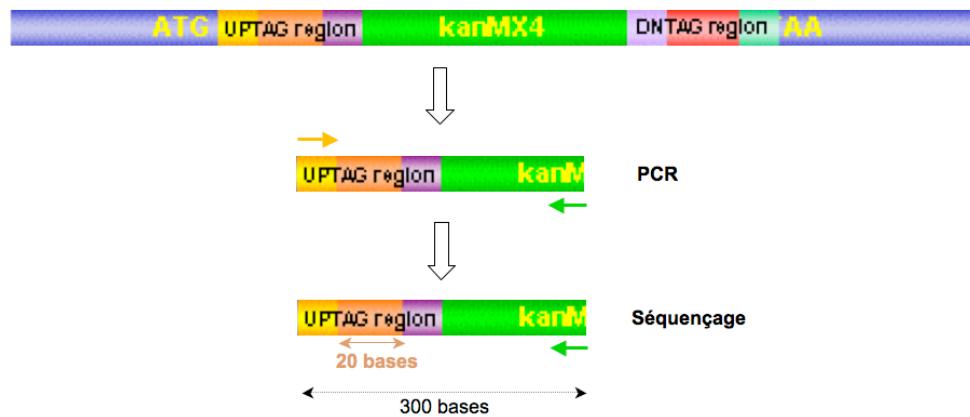 ATG UPTAG region kanMX4 DNTAG region AA
UPTAG region kanM PCR
UPTAG region kanM Séquençage
20 bases
300 bases